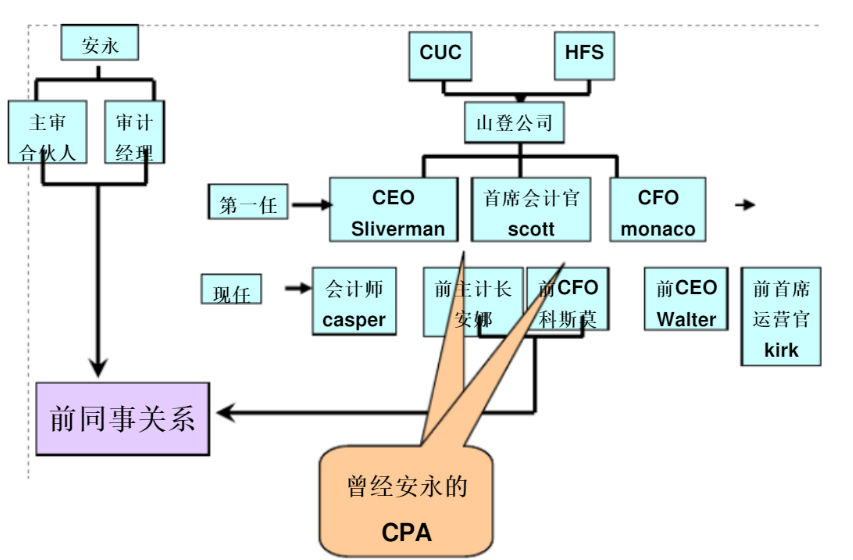 安永
CUC
HFS
主审
合伙人
审计
经理
山登公司
第一任
CEO
Sliverman
首席会计官
scott
CFO
monaco
现任
会计师
casper
前主计长
安娜
前CFO
科斯莫
前CEO
Walter
前首席
运营官
kirk
前同事关系
曾经安永的
CPA